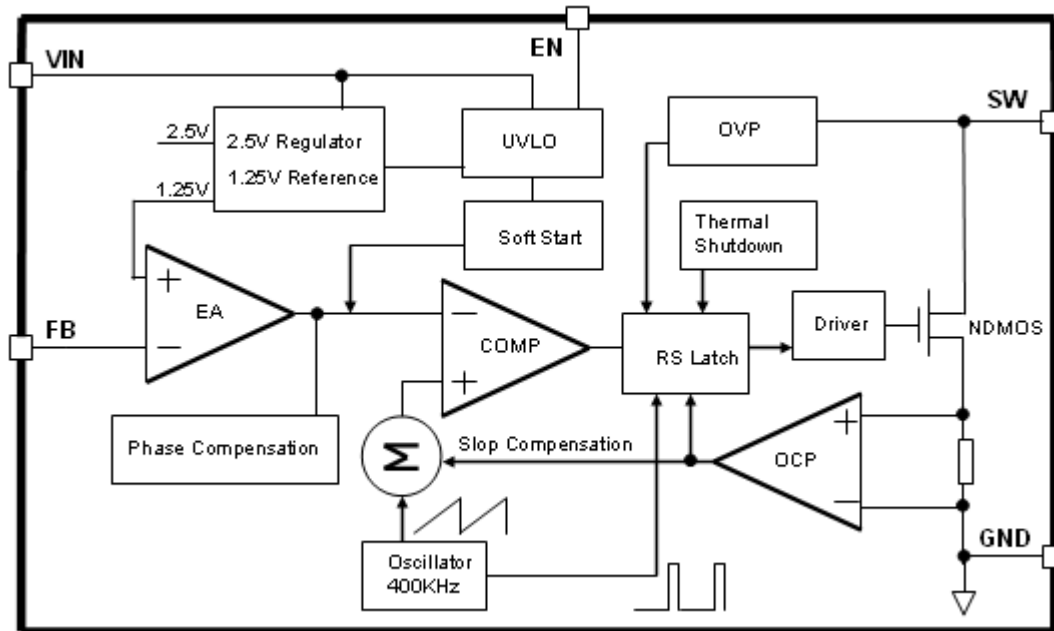 EN
VIN
SW
2.5V
2.5V Regulator
1.25V Reference
UVLO
OVP
1.25V
Soft Start
Thermal
Shutdown
EA
FB
COMP
RS Latch
Driver
NDMOS
Phase Compensation
Σ
Slop Compensation
OCP
GND
Oscillator
400KHz